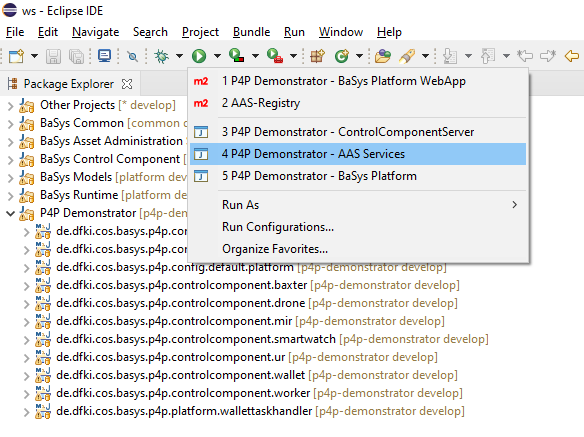 ws - Eclipse IDE
File Edit Navigate Search Project Bundle Run Window Help
Package Explorer
1 P4P Demonstrator - BaSys Platform WebApp
m2
2 AAS-Registry
m2
3 P4P Demonstrator - ControlComponentServer
4 P4P Demonstrator - AAS Services
5 P4P Demonstrator - BaSys Platform
Run As
Run Configurations...
Organize Favorites...
Other Projects [* develop]
BaSys Common [common
BaSys Asset Administration
BaSys Control Component [
BaSys Models [platform dev
BaSys Runtime [platform de
P4P Demonstrator [p4p-dem
de.dfki.cos.basys.p4p.cor
de.dfki.cos.basys.p4p.cor
de.dfki.cos.basys.p4p.config.default.platform [p4p-demonstrator develop]
de.dfki.cos.basys.p4p.controlcomponent.baxter [p4p-demonstrator develop]
de.dfki.cos.basys.p4p.controlcomponent.drone [p4p-demonstrator develop]
de.dfki.cos.basys.p4p.controlcomponent.mir [p4p-demonstrator develop]
de.dfki.cos.basys.p4p.controlcomponent.smartwatch [p4p-demonstrator develop]
de.dfki.cos.basys.p4p.controlcomponent.ur [p4p-demonstrator develop]
de.dfki.cos.basys.p4p.controlcomponent.wallet [p4p-demonstrator develop]
de.dfki.cos.basys.p4p.controlcomponent.worker [p4p-demonstrator develop]
de.dfki.cos.basys.p4p.platform.wallettaskhandler [p4p-demonstrator develop]